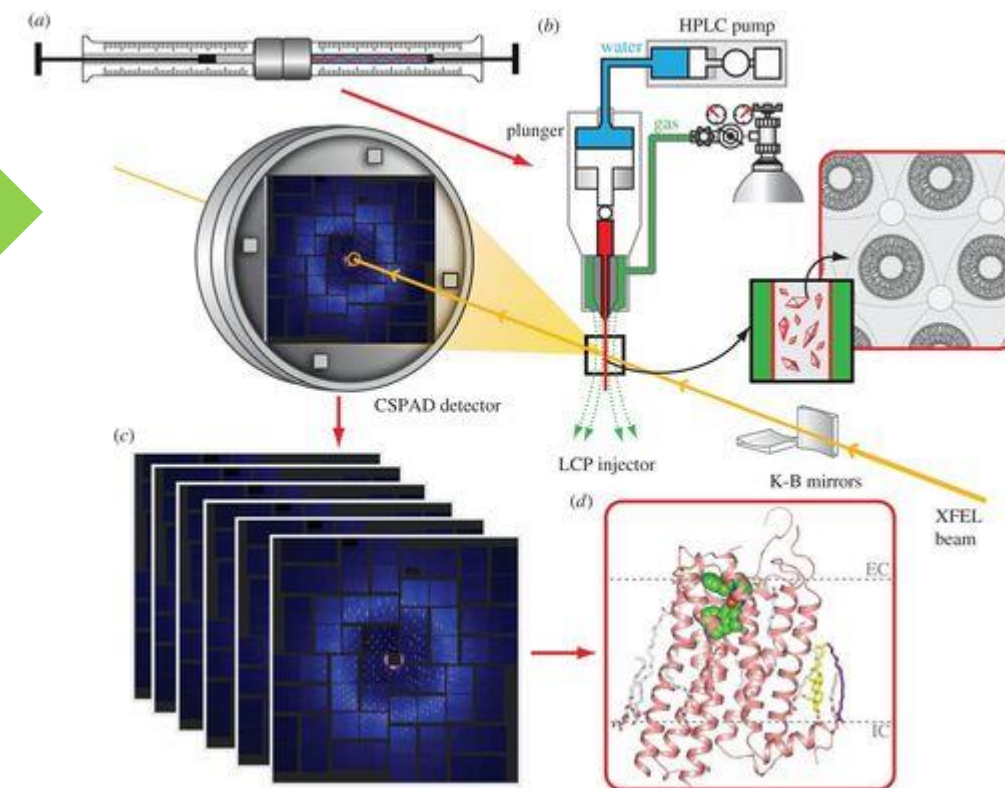 (a)
(b)
HPLC pump
water
plunger
gas
CSPAD detector
(c)
LCP injector
K-B mirrors
(d)
XFEL
beam
EC
IC